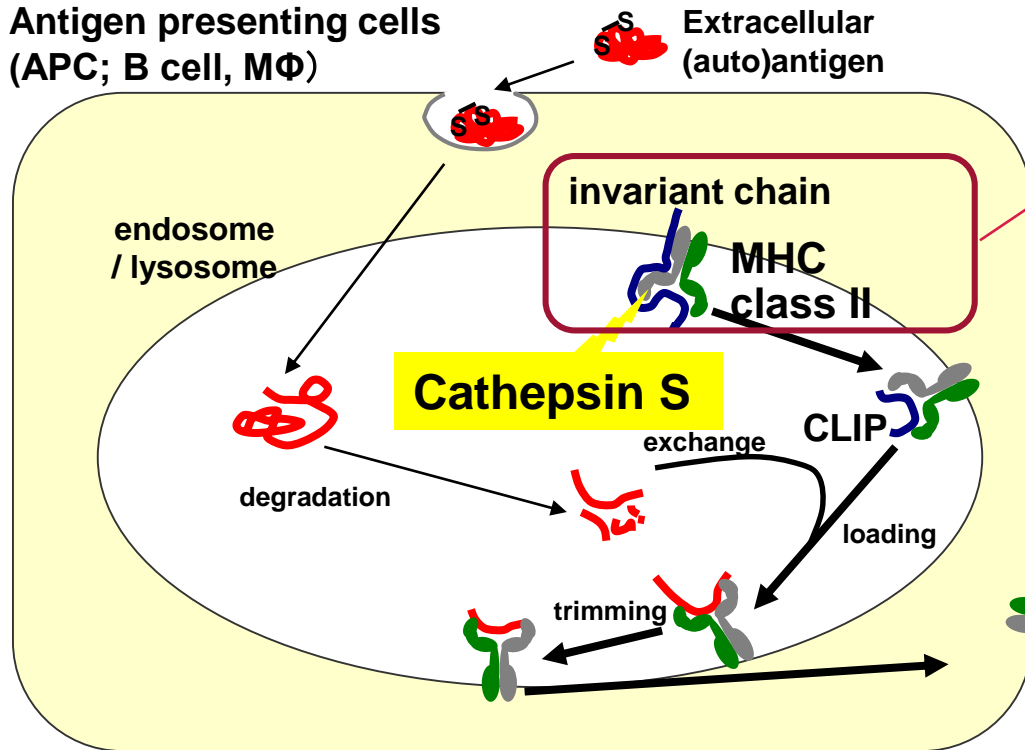 Antigen presenting cells
(APC; B cell, MΦ）
Extracellular
(auto)antigen
S
S
S
S
invariant chain
MHC
class II
endosome
/ lysosome
Cathepsin S
CLIP
exchange
degradation
loading
trimming